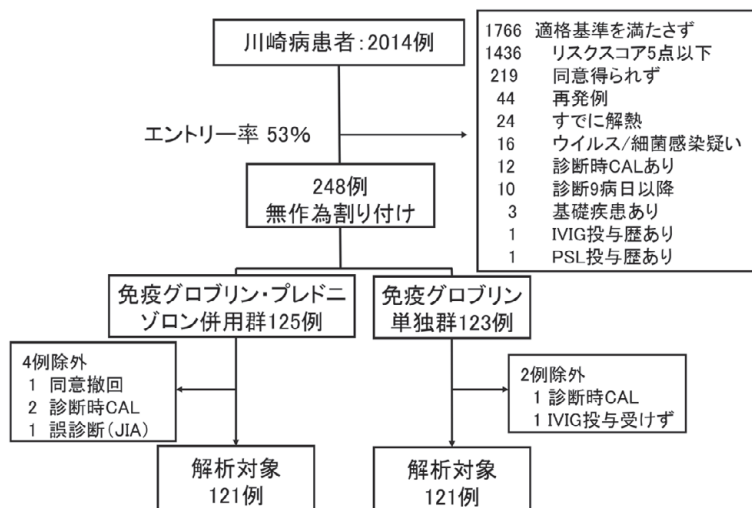 川崎病患者：2014例
1766 適格基準を満たさず
1436 リスクスコア5点以下
219 同意得られず
44 再発例
24 すでに解熱
16 ウイルス/細菌感染疑い
12 診断時CALあり
10 診断9病日以降
3 基礎疾患あり
1 IVIG投与歴あり
1 PSL投与歴あり
エントリー率 53%
248例
無作為割り付け
免疫グロブリン・プレドニ
ゾロン併用群125例
免疫グロブリン
単独群123例
4例除外
1 同意撤回
2 診断時CAL
1 誤診断（JIA）
2例除外
1 診断時CAL
1 IVIG投与受けず
解析対象
121例
解析対象
121例